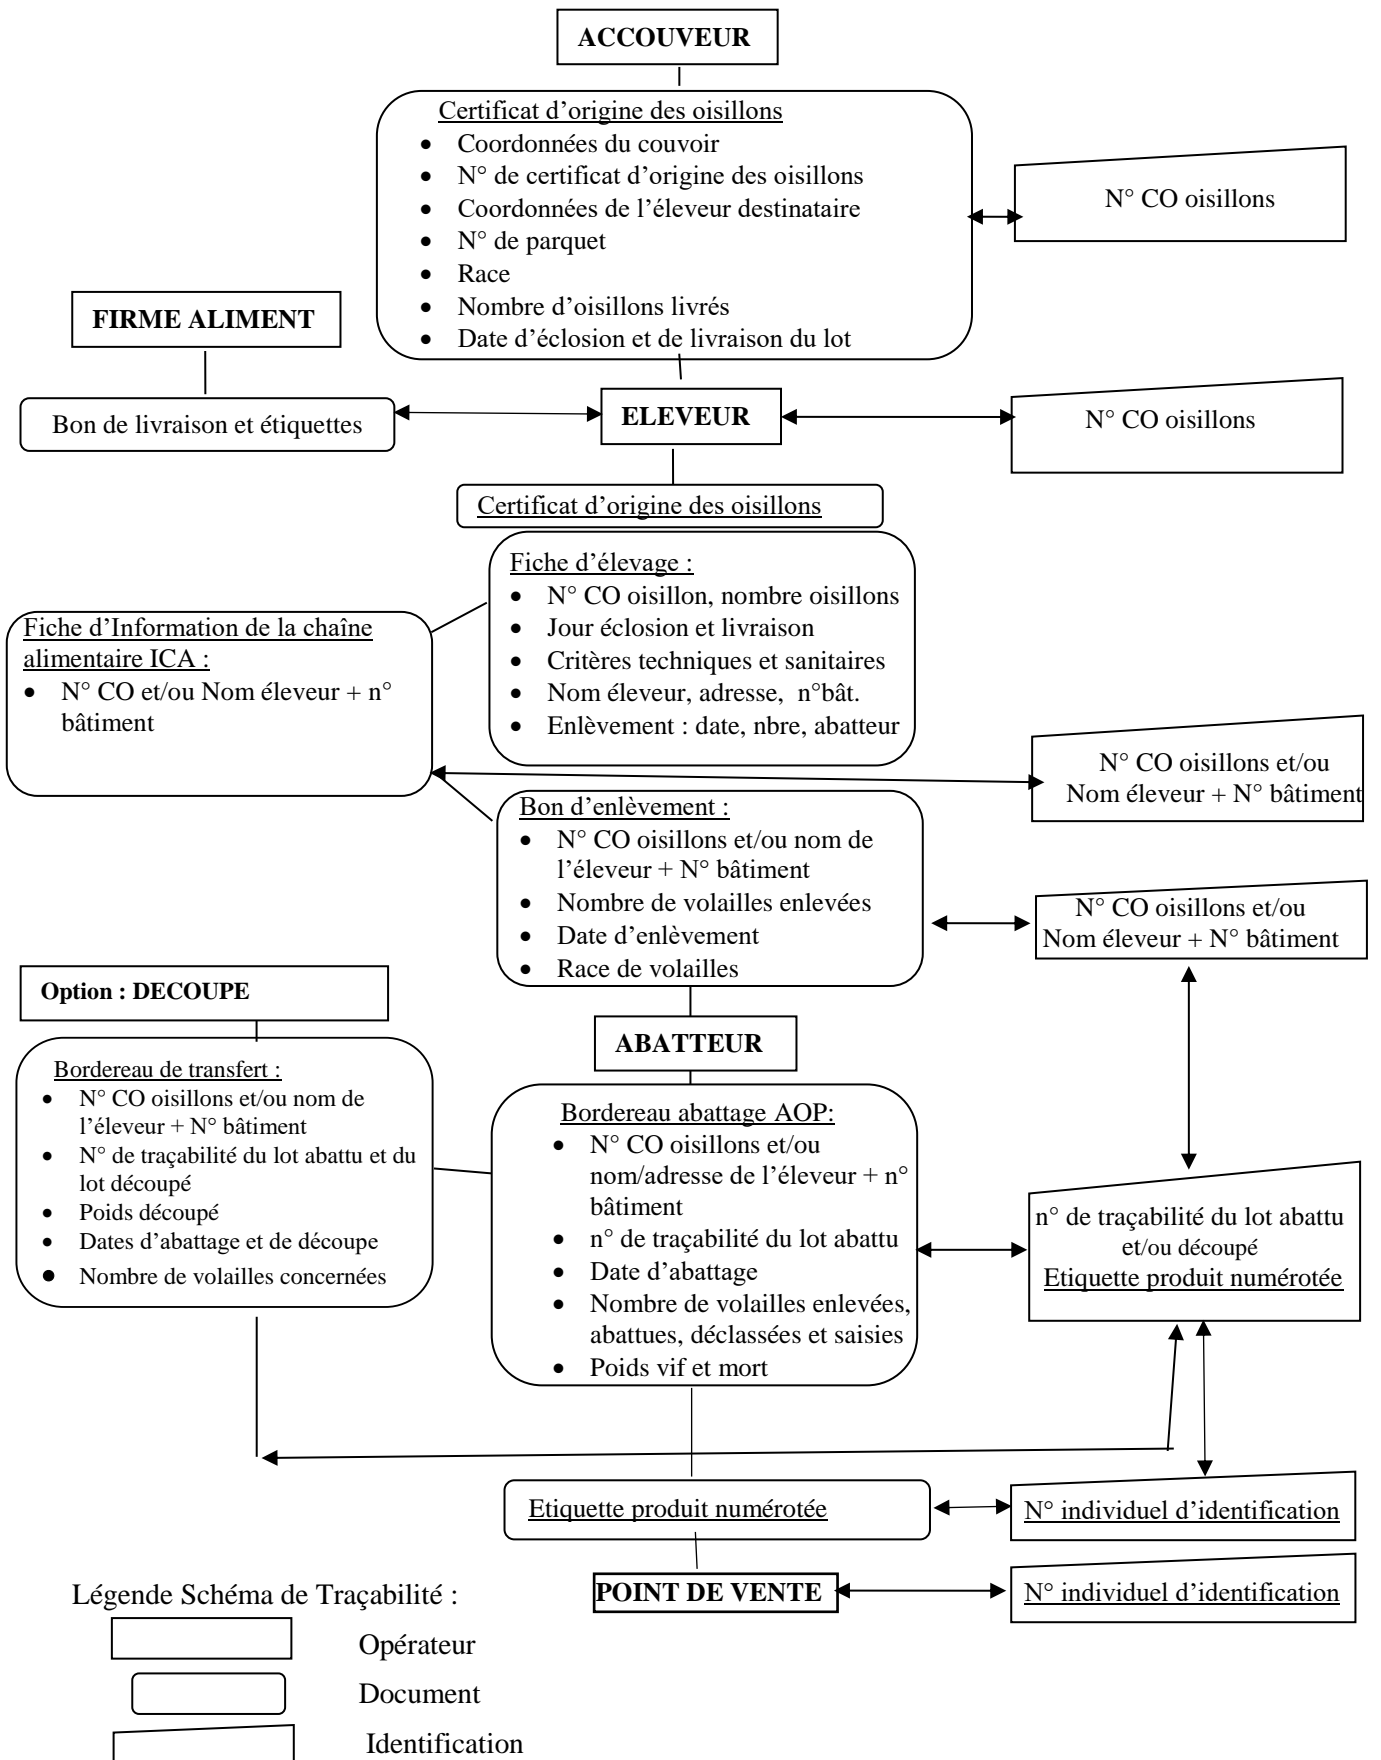 ACCOUVEUR
Certificat d’origine des oisillons
• Coordonnées du couvoir
• N° de certificat d’origine des oisillons
• Coordonnées de l’éleveur destinataire
• N° de parquet
• Race
• Nombre d’oisillons livrés
• Date d’éclosion et de livraison du lot
N° CO oisillons
FIRME ALIMENT
Bon de livraison et étiquettes
ELEVEUR
N° CO oisillons
Certificat d’origine des oisillons
Fiche d’élevage :
• N° CO oisillon, nombre oisillons
• Jour éclosion et livraison
• Critères techniques et sanitaires
• Nom éleveur, adresse, n°bât.
• Enlèvement : date, nbre, abatteur
Fiche d’Information de la chaîne
alimentaire ICA :
• N° CO et/ou Nom éleveur + n°
bâtiment
N° CO oisillons et/ou
Nom éleveur + N° bâtiment
Bon d’enlèvement :
• N° CO oisillons et/ou nom de
l’éleveur + N° bâtiment
• Nombre de volailles enlevées
• Date d’enlèvement
• Race de volailles
N° CO oisillons et/ou
Nom éleveur + N° bâtiment
Option : DECOUPE
Bordereau de transfert :
• N° CO oisillons et/ou nom de
l’éleveur + N° bâtiment
• N° de traçabilité du lot abattu et du
lot découpé
• Poids découpé
• Dates d’abattage et de découpe
• Nombre de volailles concernées
ABATTEUR
Bordereau abattage AOP:
• N° CO oisillons et/ou
nom/adresse de l’éleveur + n°
bâtiment
• n° de traçabilité du lot abattu
• Date d’abattage
• Nombre de volailles enlevées,
abattues, déclassées et saisies
• Poids vif et mort
n° de traçabilité du lot abattu
et/ou découpé
Etiquette produit numérotée
Etiquette produit numérotée
N° individuel d’identification
POINT DE VENTE
N° individuel d’identification
Légende Schéma de Traçabilité :
Opérateur
Document
Identification